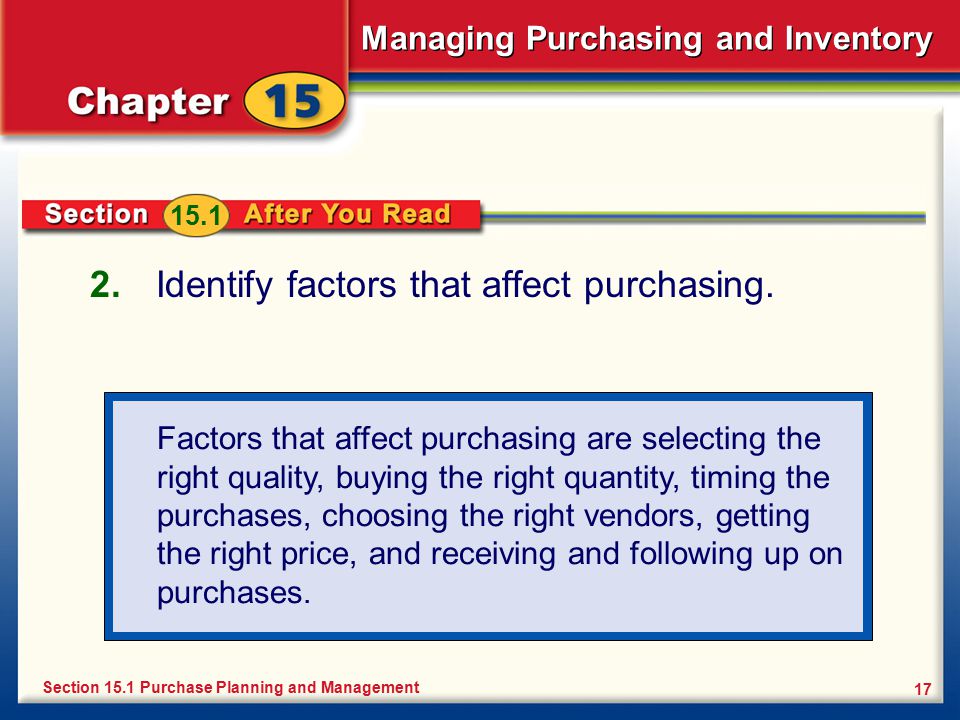 Managing Purchasing and Inventory
Chapter 15
Section 15.1 After You Read
2. Identify factors that affect purchasing.
Factors that affect purchasing are selecting the
right quality, buying the right quantity, timing the
purchases, choosing the right vendors, getting
the right price, and receiving and following up on
purchases.
Section 15.1 Purchase Planning and Management
17